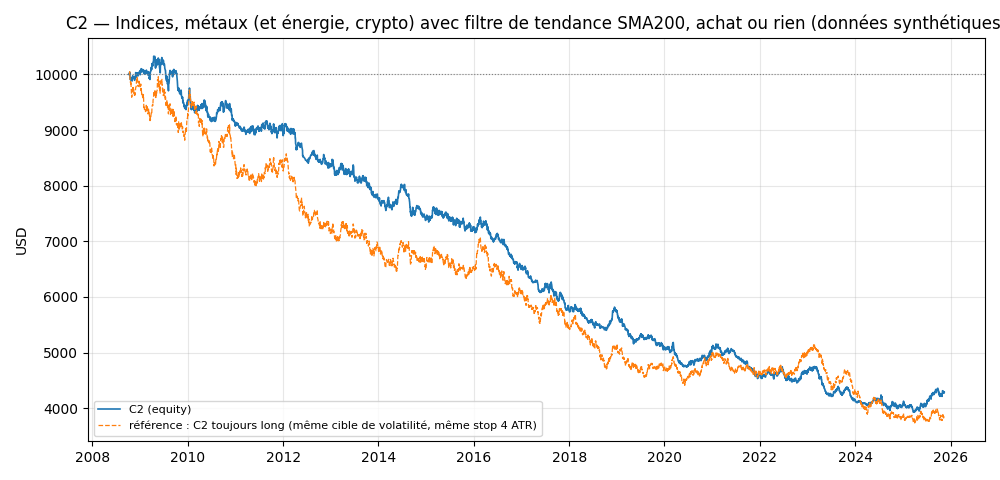 C2 — Indices, métaux (et énergie, crypto) avec filtre de tendance SMA200, achat ou rien (données synthétiques
10000
9000
8000
7000
6000
5000
4000
USD
C2 (equity)
référence : C2 toujours long (même cible de volatilité, même stop 4 ATR)
2008 2010 2012 2014 2016 2018 2020 2022 2024 2026